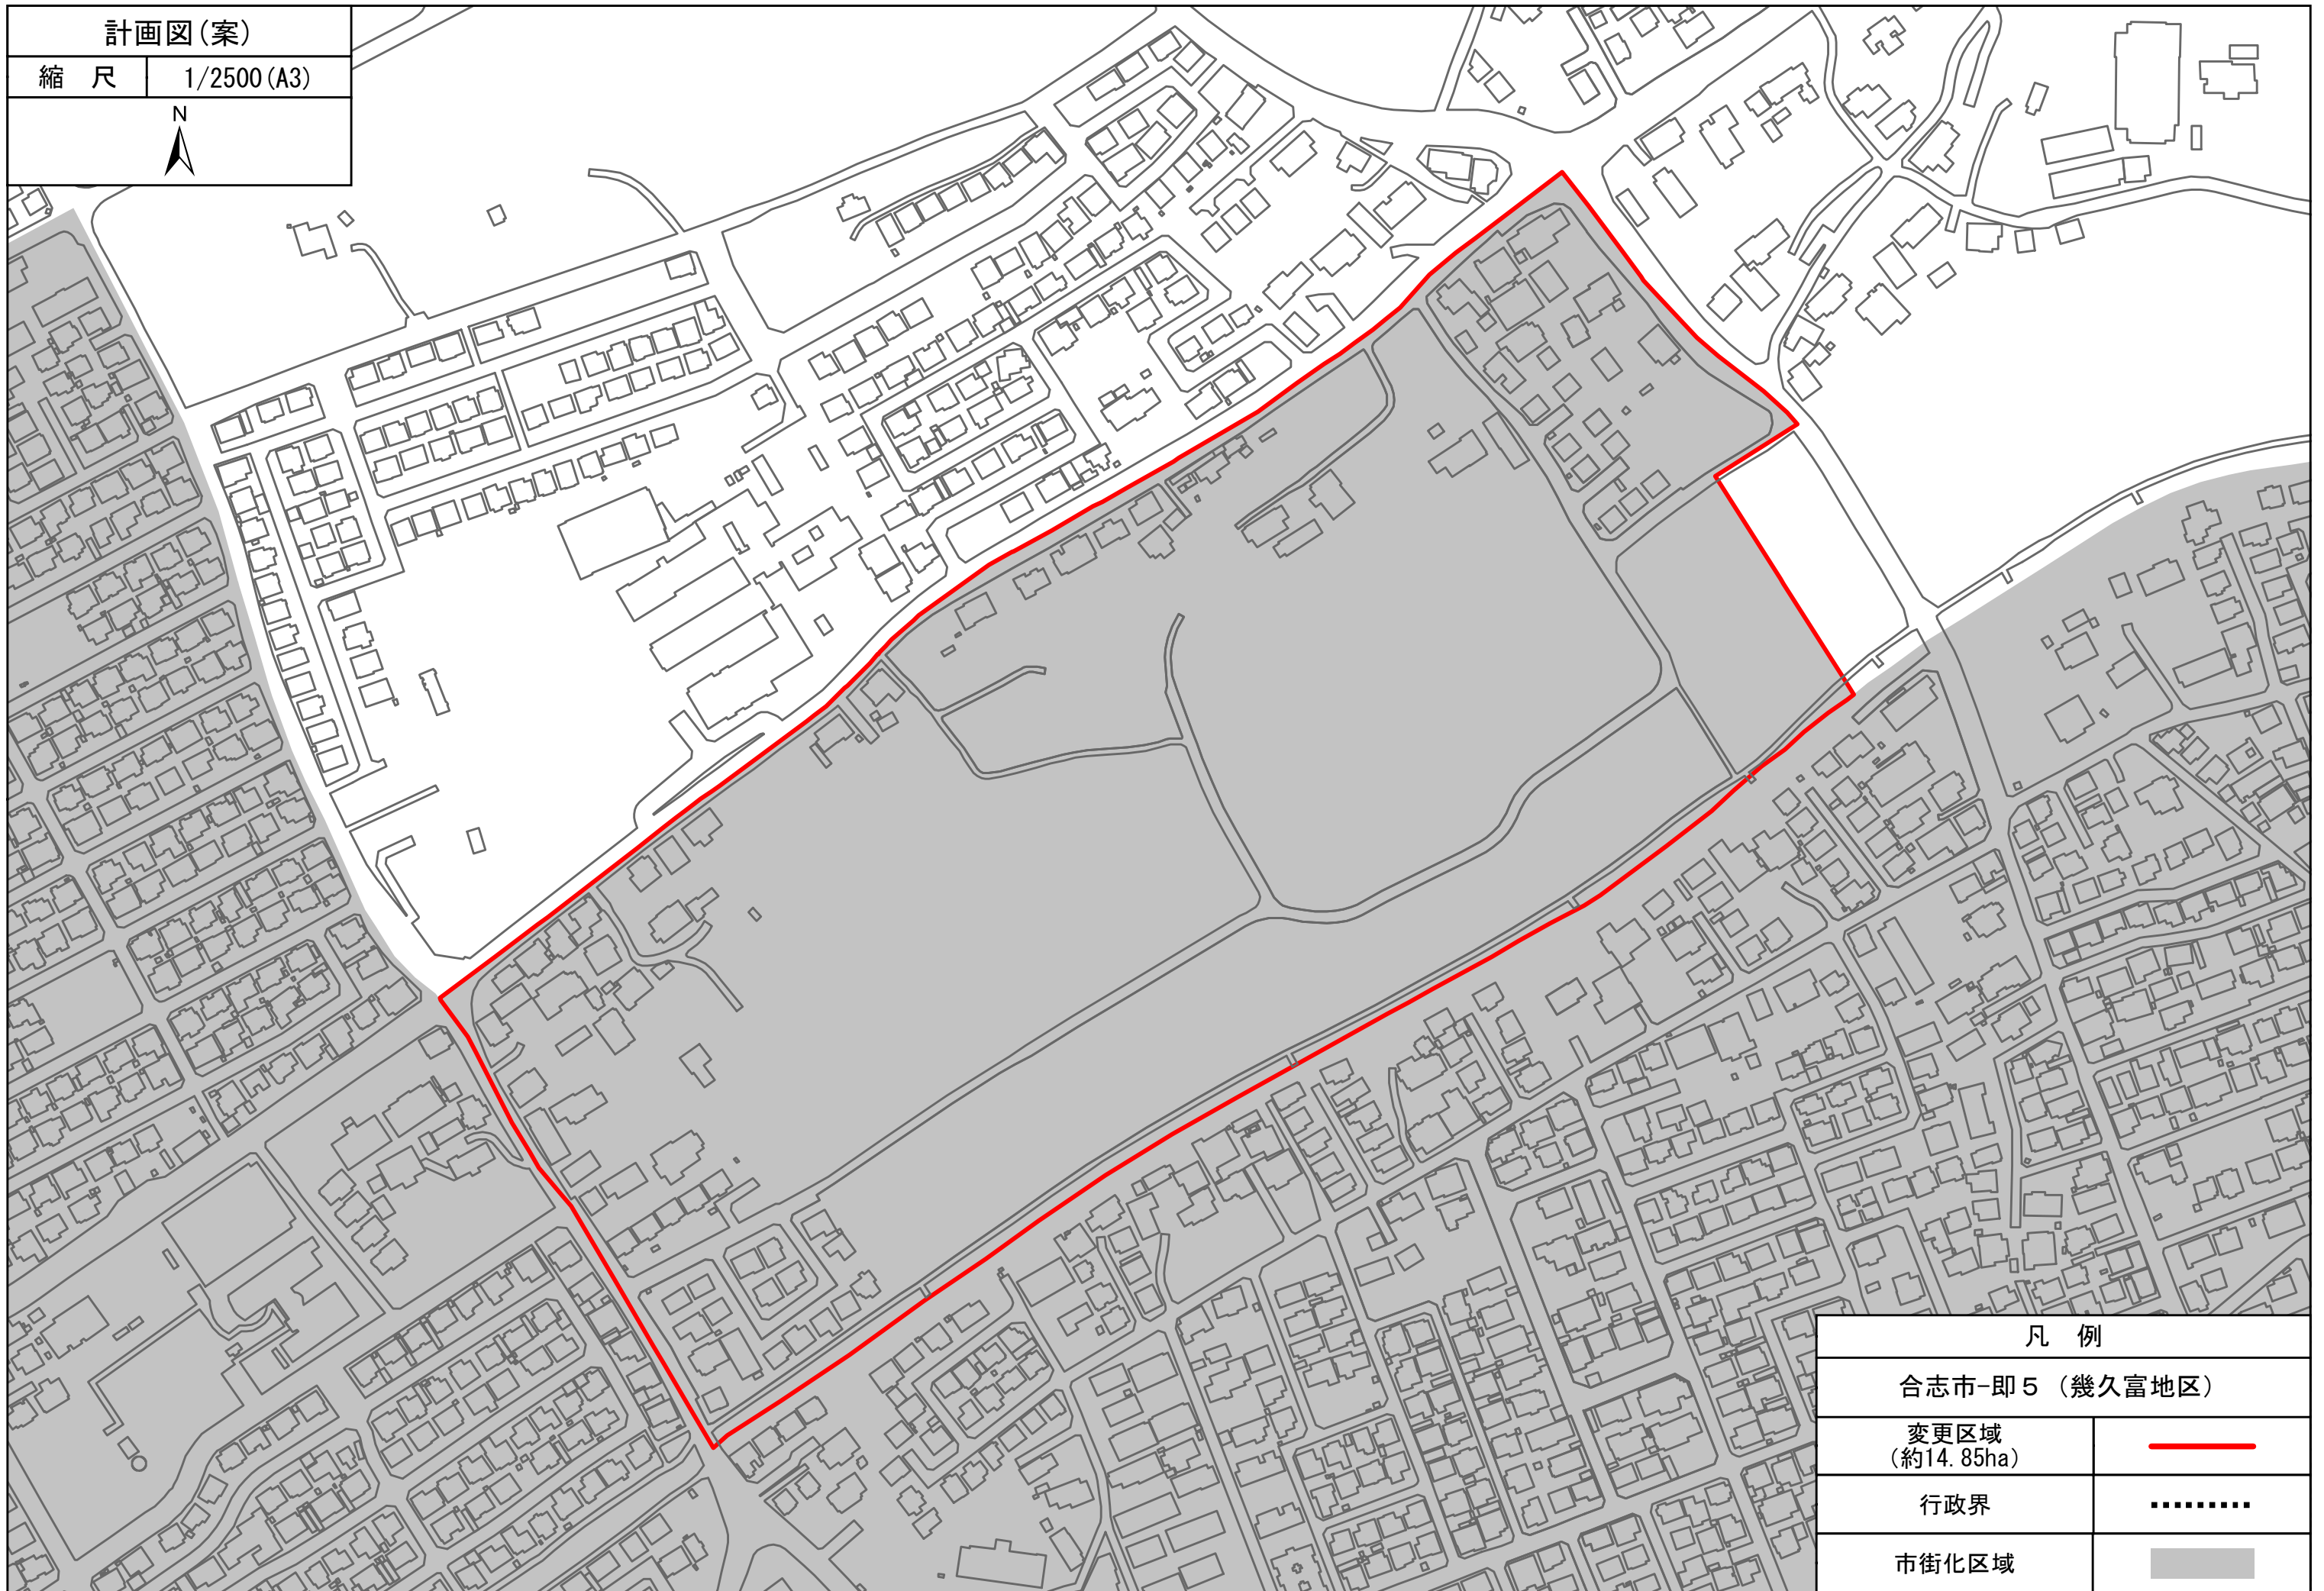 計画図(案)
縮 尺 1/2500(A3)
N
凡 例
合志市-即5 (幾久富地区)
変更区域
(約14.85ha)
行政界
市街化区域